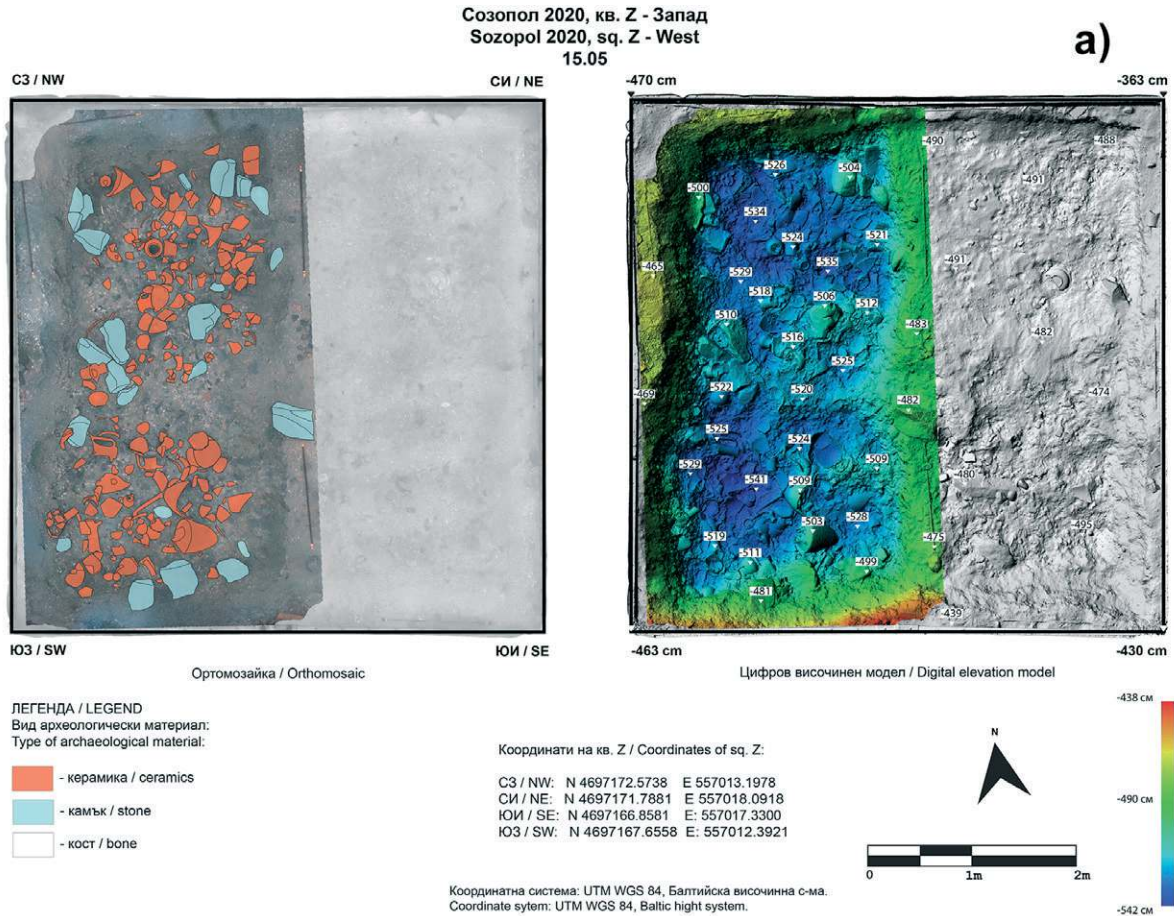 Созопол 2020, кв. Z - Запад
Sozopol 2020, sq. Z - West
15.05
a)
СЗ / NW
СИ / NE
-470 cm
-363 cm
-490
-488
-526
-504
-491
-500
-534
-524
-521
-465
-529
-535
-491
-518
-506
-512
-510
-483
-482
-516
-525
-522
-520
-474
-469
-482
-525
-524
-529
-509
-480
-541
-509
-503
-528
-495
-519
-475
-511
-499
-481
-439
ЮЗ / SW
ЮИ / SE
-463 cm
-430 cm
Ортомозайка / Orthomosaic
Цифров височинен модел / Digital elevation model
ЛЕГЕНДА / LEGEND
Вид археологически материал:
Type of archaeological material:
- керамика / ceramics
- камък / stone
- кост / bone
Координати на кв. Z / Coordinates of sq. Z:
СЗ / NW: N 4697172.5738 E 557013.1978
СИ / NE: N 4697171.7881 E 557018.0918
ЮИ / SE: N 4697166.8581 E: 557017.3300
ЮЗ / SW: N 4697167.6558 E: 557012.3921
N
0 1m 2m
-438 см
-490 см
-542 см
Координатна система: UTM WGS 84, Балтийска височинна с-ма.
Coordinate sytem: UTM WGS 84, Baltic hight system.